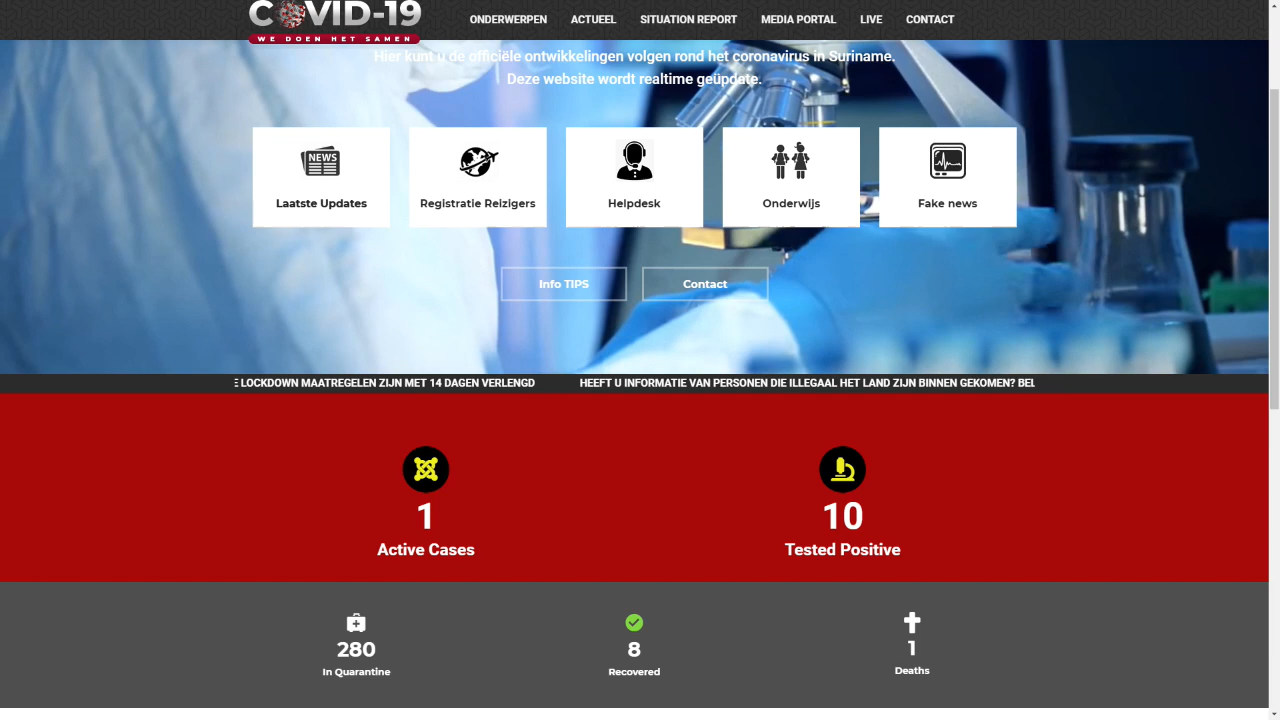 COVID-19
WE DOEN HET SAMEN
ONDERWERPEN ACTUEEL SITUATION REPORT MEDIA PORTAL LIVE CONTACT
Hier kunt u de officiële ontwikkelingen volgen rond het coronavirus in Suriname.
Deze website wordt realtime geüpdate.
NEWS
Laatste Updates
Registratie Reizigers
Helpdesk
Onderwijs
Fake news
Info TIPS
Contact
E LOCKDOWN MAATREGELEN ZIJN MET 14 DAGEN VERLENGD
HEEFT U INFORMATIE VAN PERSONEN DIE ILLEGAAL HET LAND ZIJN BINNEN GEKOMEN? BEL
1
Active Cases
10
Tested Positive
280
In Quarantine
8
Recovered
1
Deaths